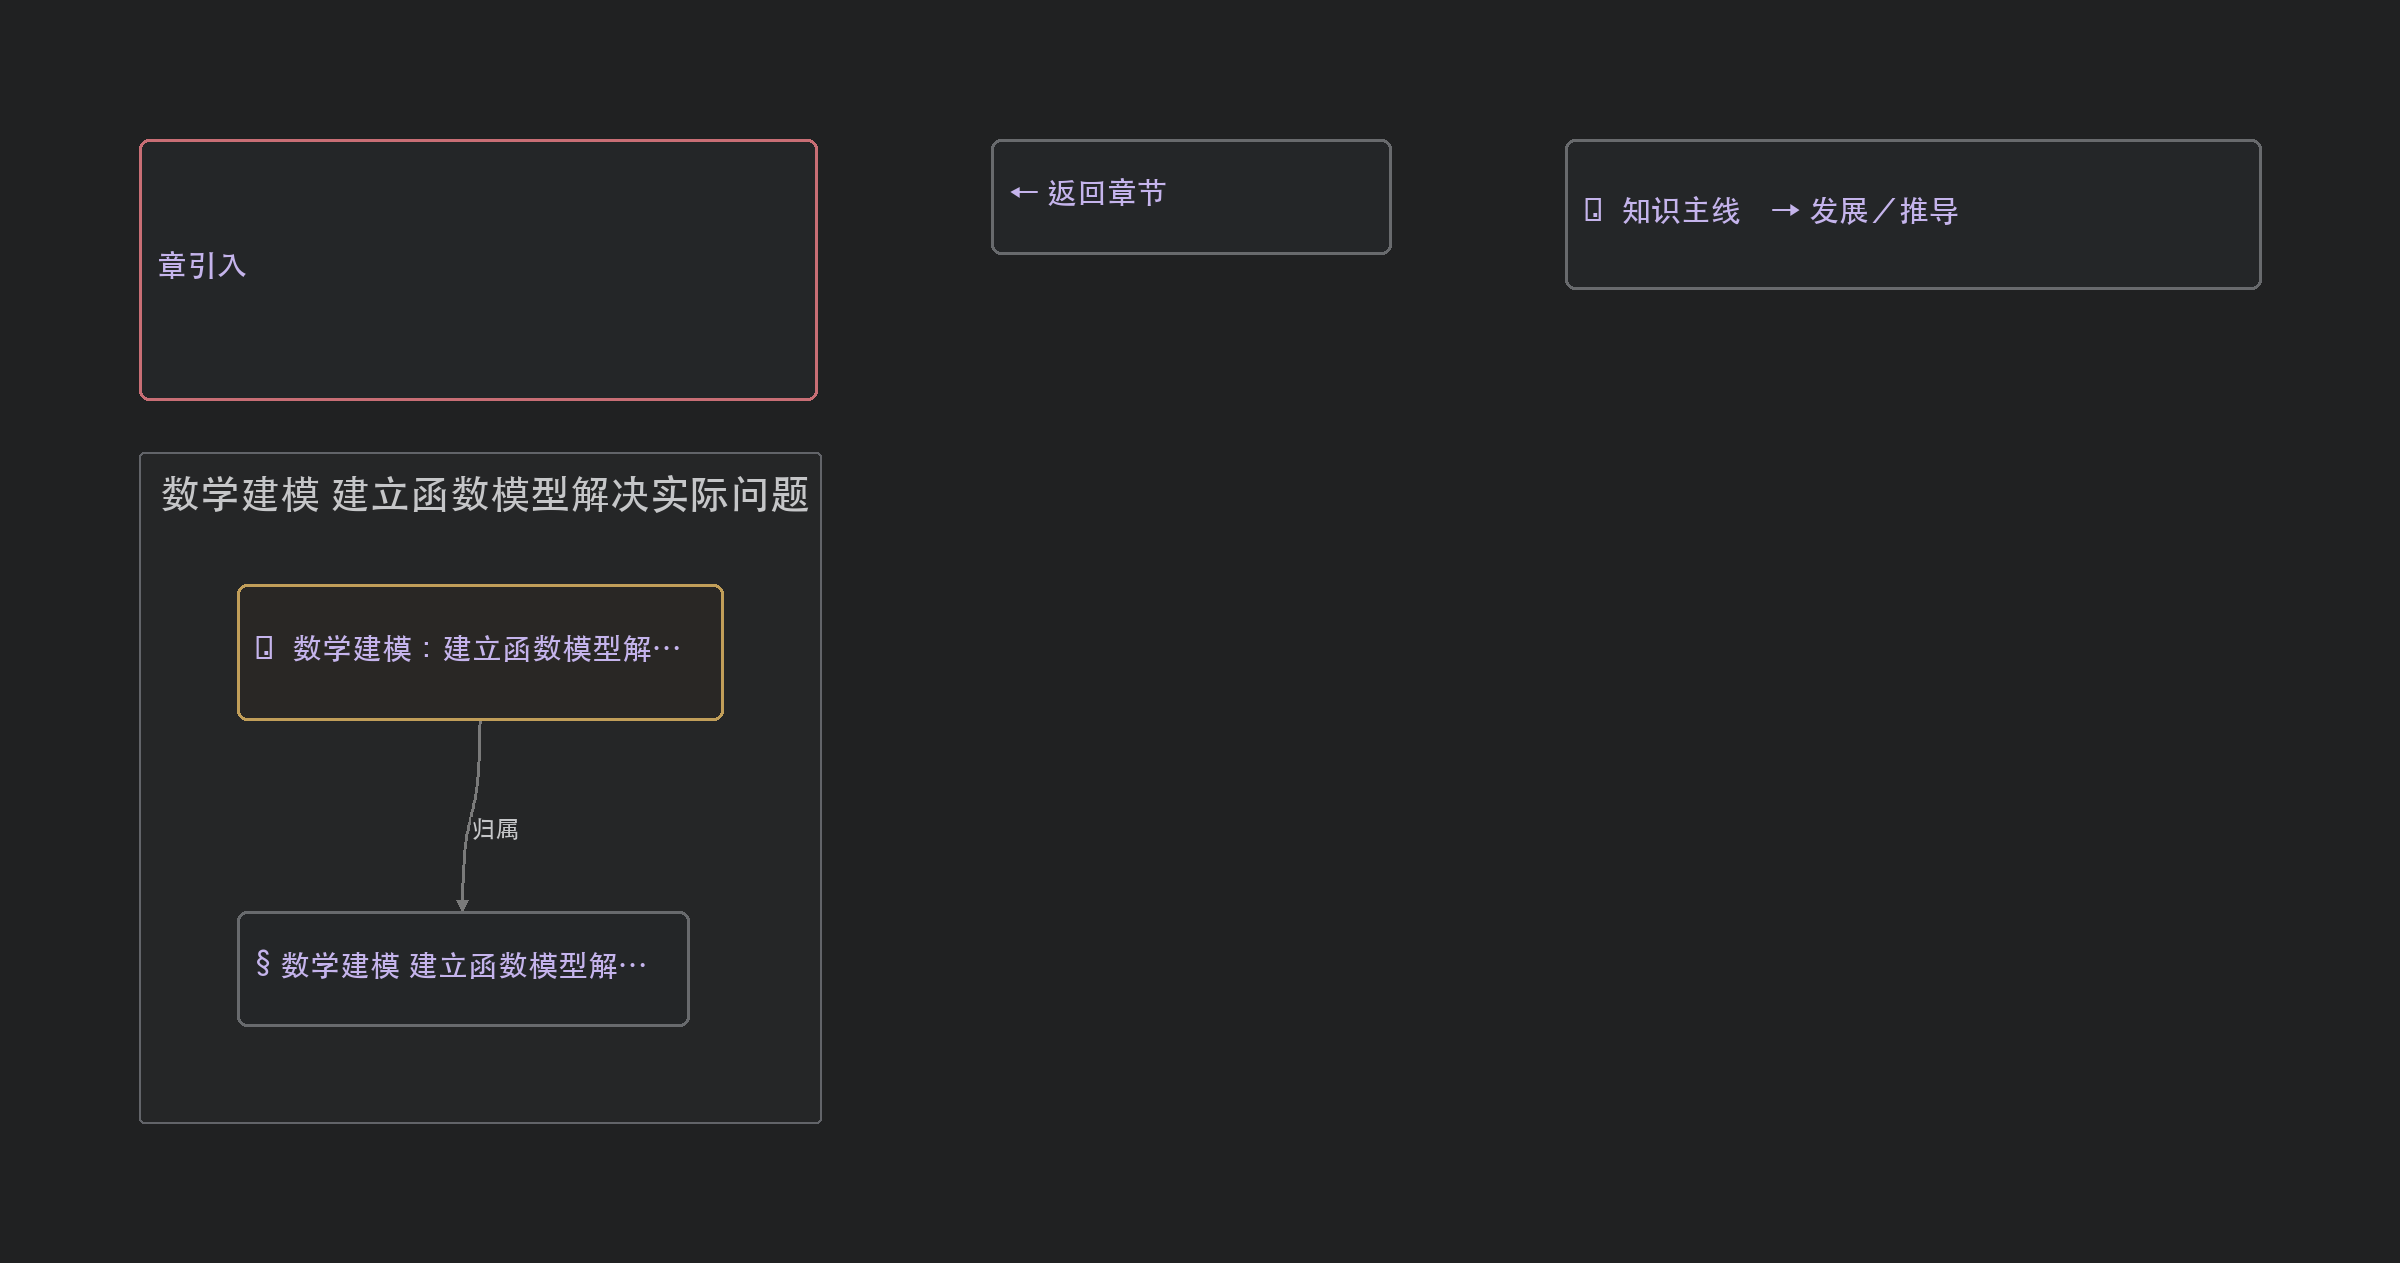 章引入
← 返回章节
知识主线 → 发展／推导
数学建模 建立函数模型解决实际问题
数学建模：建立函数模型解…
归属
§ 数学建模 建立函数模型解…